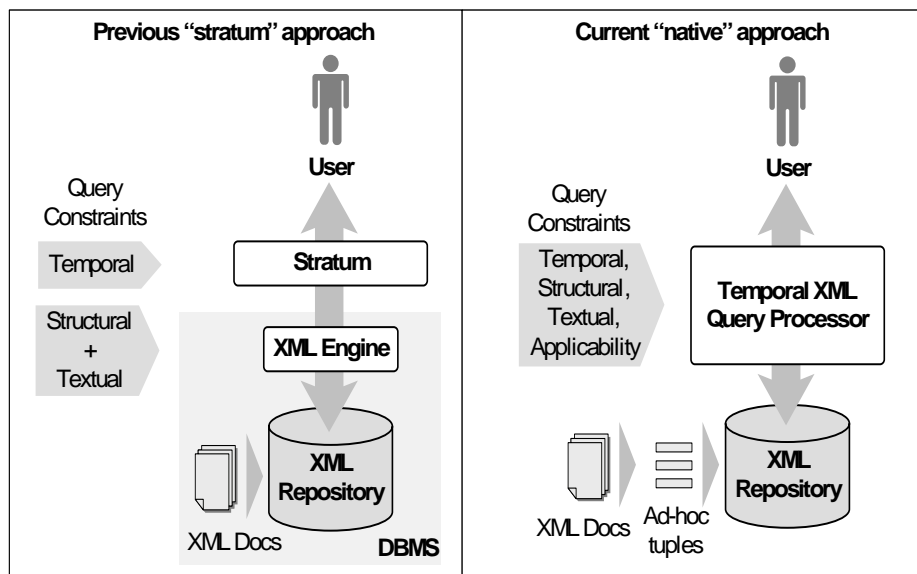 Previous “stratum” approach
User
Query
Constraints
Temporal
Stratum
Structural
+
Textual
XML Engine
XML
Repository
XML Docs
DBMS
Current “native” approach
User
Query
Constraints
Temporal,
Structural,
Textual,
Applicability
Temporal XML
Query Processor
XML
Repository
XML Docs
Ad-hoc
tuples